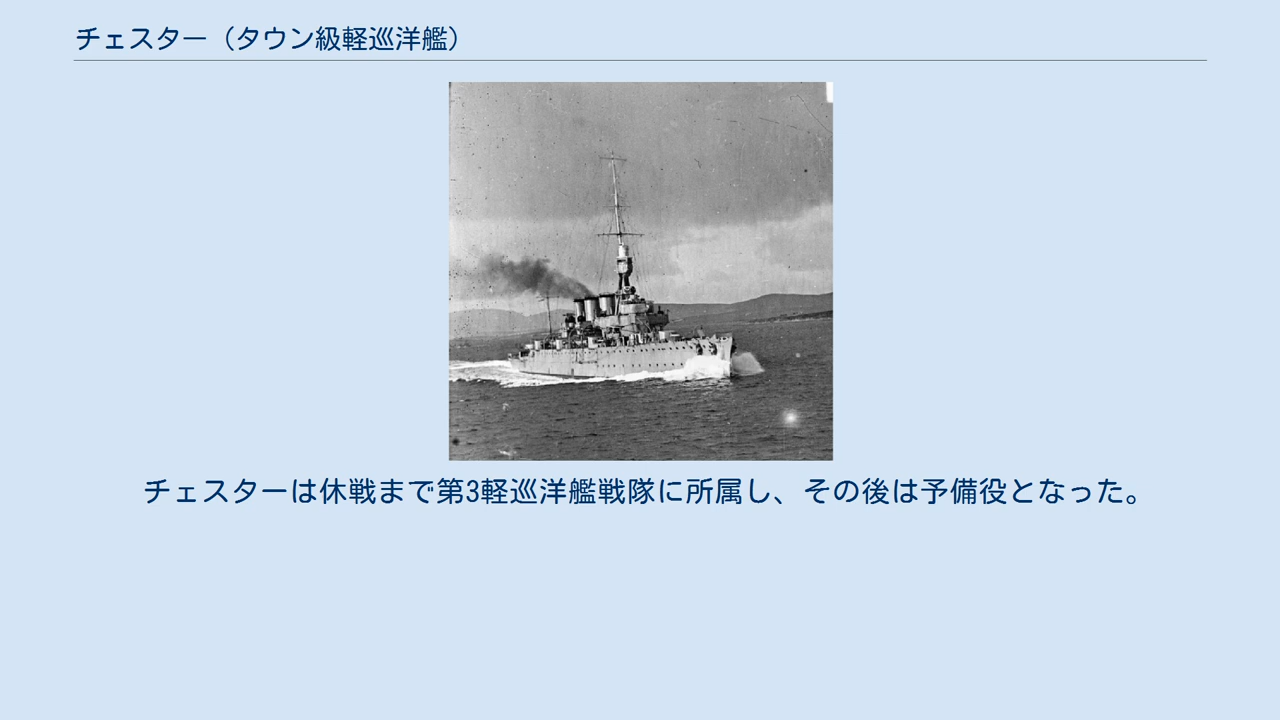 チェスター（タウン級軽巡洋艦）
チェスターは休戦まで第3軽巡洋艦戦隊に所属し、その後は予備役となった。